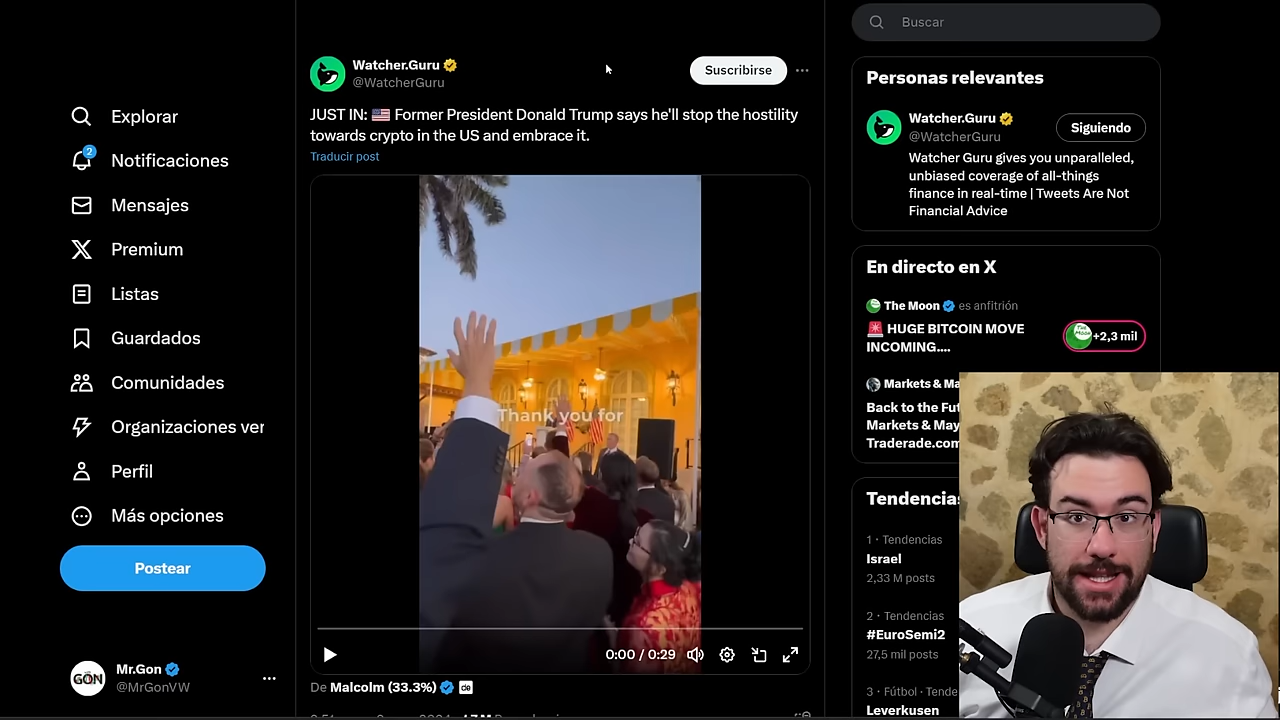 Explorar
2
Notificaciones
Mensajes
Premium
Listas
Guardados
Comunidades
Organizaciones ver
Perfil
Más opciones
Postear
GŌN
Mr.Gon
@MrGonVW
Watcher.Guru
@WatcherGuru
Suscribirse
JUST IN: 🇺🇸 Former President Donald Trump says he'll stop the hostility
towards crypto in the US and embrace it.
Traducir post
Thank you for
0:00 / 0:29
De Malcolm (33.3%) de
Buscar
Personas relevantes
Watcher.Guru
@WatcherGuru
Siguiendo
Watcher Guru gives you unparalleled,
unbiased coverage of all-things
finance in real-time | Tweets Are Not
Financial Advice
En directo en X
The Moon es anfitrión
🚨 HUGE BITCOIN MOVE
INCOMING....
+2,3 mil
Markets & Ma
Back to the Fut
Markets & May
Traderade.com
Tendencias
1 · Tendencias
Israel
2,33 M posts
2 · Tendencias
#EuroSemi2
27,5 mil posts
3 · Fútbol · Tende
Leverkusen